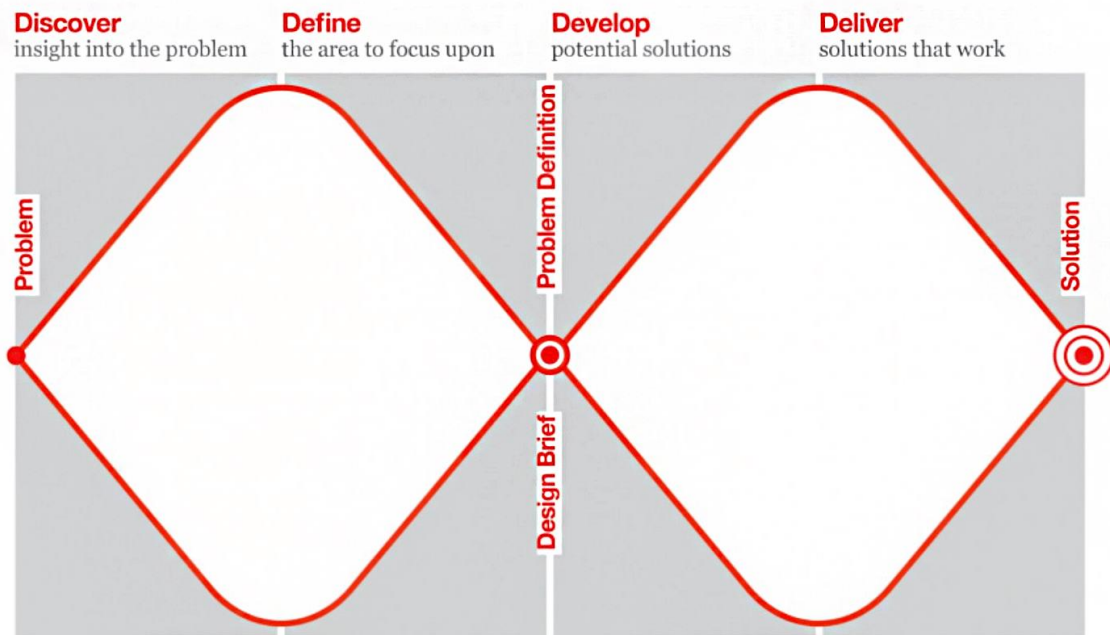 Discover
insight into the problem
Define
the area to focus upon
Develop
potential solutions
Deliver
solutions that work
Problem
Problem Definition
Design Brief
Solution